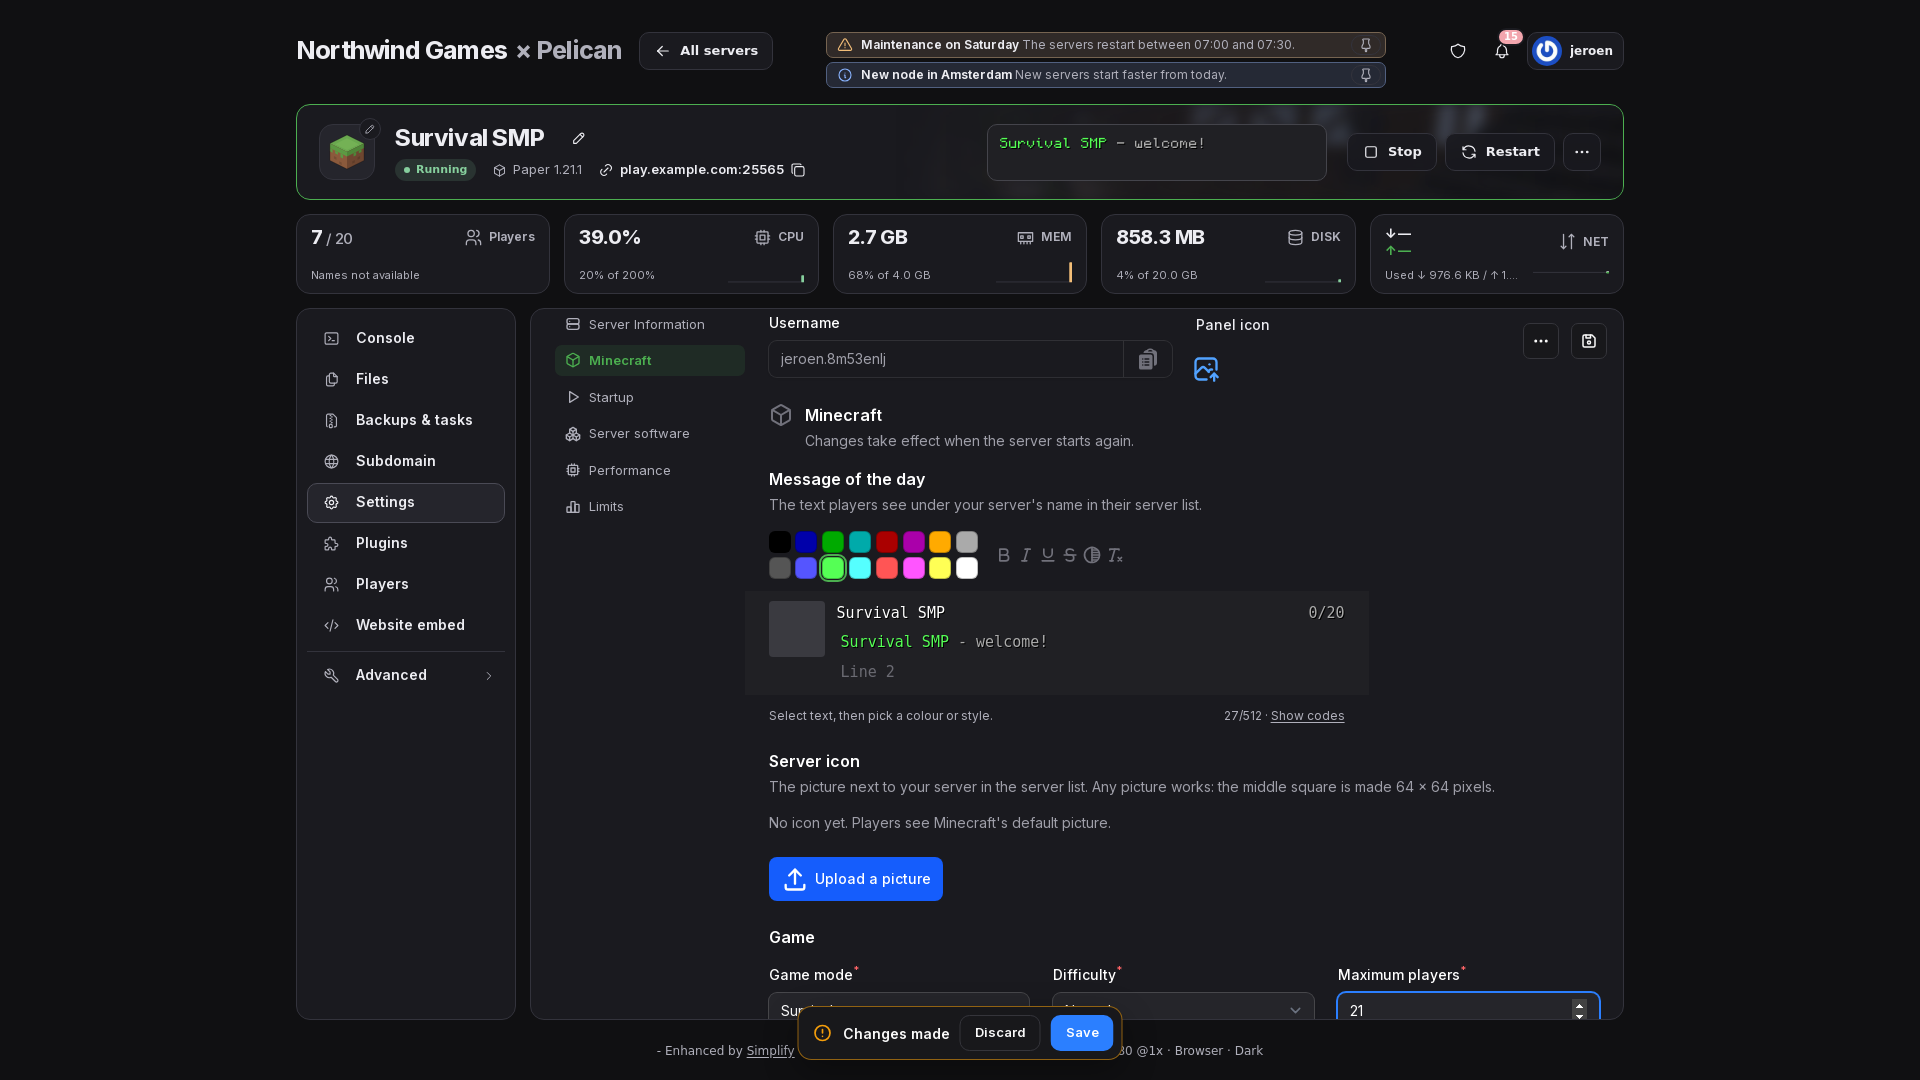 Northwind Games × Pelican
All servers
Maintenance on Saturday The servers restart between 07:00 and 07:30.
New node in Amsterdam New servers start faster from today.
15
jeroen
Survival SMP
Running
Paper 1.21.1
play.example.com:25565
Survival SMP - welcome!
Stop
Restart
7 / 20
Players
Names not available
39.0%
CPU
20% of 200%
2.7 GB
MEM
68% of 4.0 GB
858.3 MB
DISK
4% of 20.0 GB
↓—
↑—
NET
Used ↓ 976.6 KB / ↑ 1....
Console
Files
Backups & tasks
Subdomain
Settings
Plugins
Players
Website embed
Advanced
Server Information
Minecraft
Startup
Server software
Performance
Limits
Username
jeroen.8m53enlj
Panel icon
Minecraft
Changes take effect when the server starts again.
Message of the day
The text players see under your server's name in their server list.
B I U S
Survival SMP
0/20
Survival SMP - welcome!
Line 2
Select text, then pick a colour or style.
27/512 · Show codes
Server icon
The picture next to your server in the server list. Any picture works: the middle square is made 64 × 64 pixels.
No icon yet. Players see Minecraft's default picture.
Upload a picture
Game
Game mode*
Difficulty*
Maximum players*
21
Changes made
Discard
Save
- Enhanced by Simplify
@1x · Browser · Dark